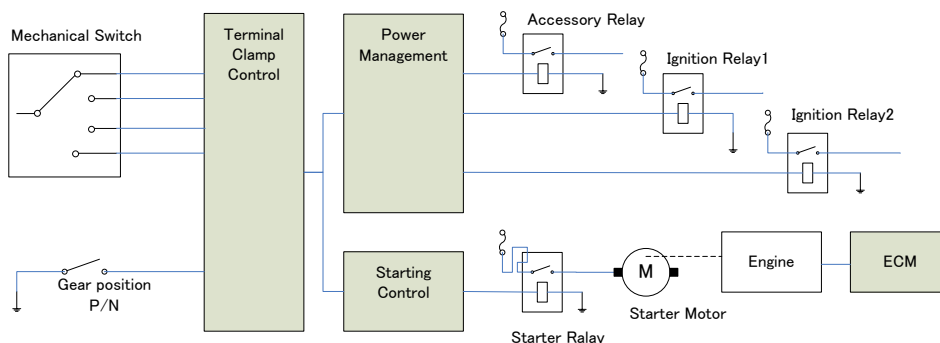 Mechanical Switch
Terminal
Clamp
Control
Power
Management
Accessory Relay
Ignition Relay1
Ignition Relay2
Gear position
P/N
Starting
Control
Starter Ralay
M
Starter Motor
Engine
ECM